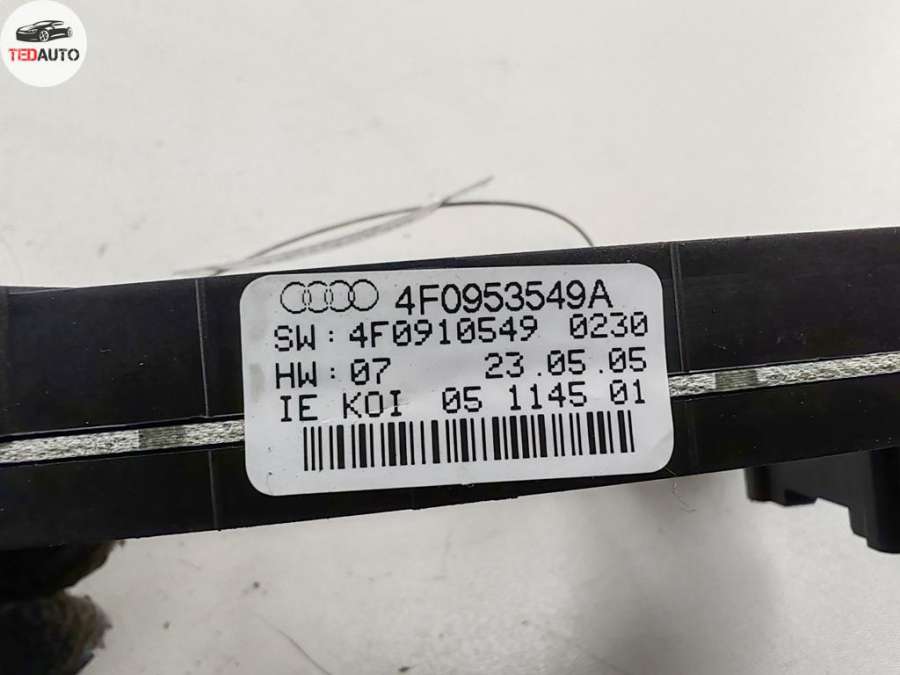 TEDAUTO
4F0953549A
SW: 4F0910549 0230
HW: 07 23.05.05
IE KOI 05 1145 01